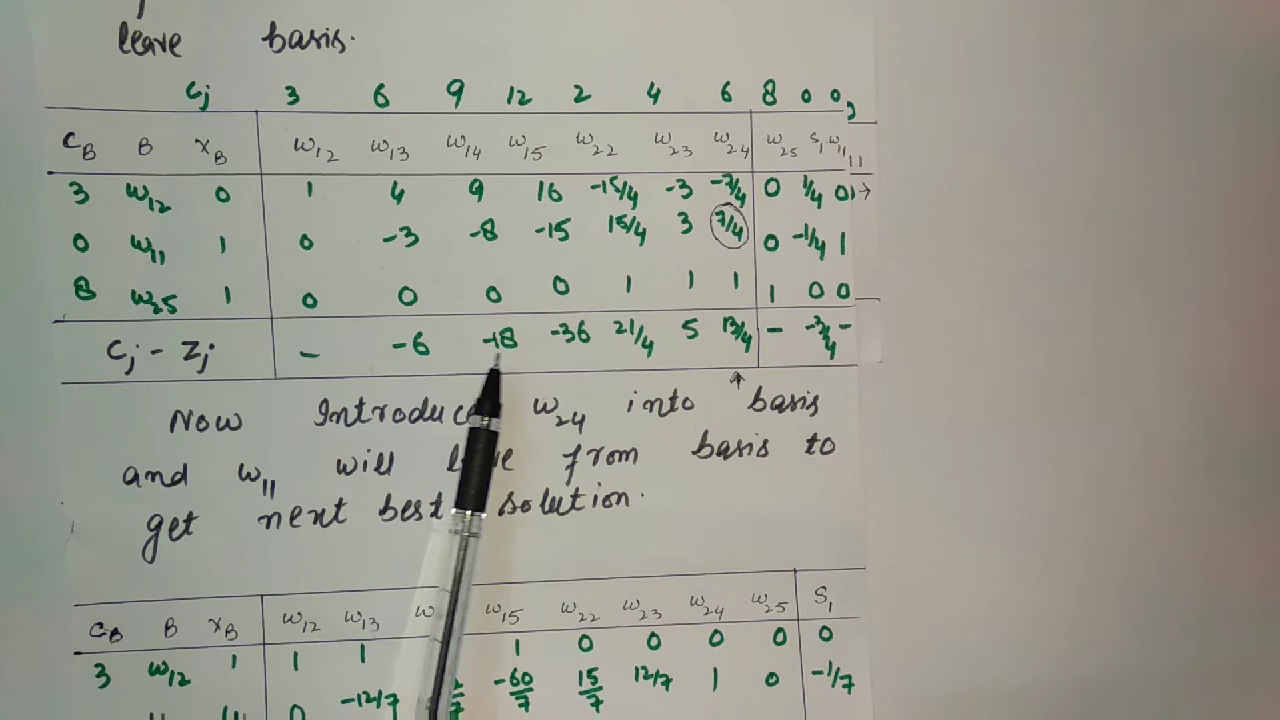 leave basis.
Cj 3 6 9 12 2 4 6 8 0 0,
CB B XB w12 w13 w14 w15 w22 w23 w24 w25 S1 w11
3 w12 0 1 4 9 16 -15/4 -3 -7/4 0 1/4 0 →
0 w11 1 0 -3 -8 -15 15/4 3 7/4 0 -1/4 1
8 w25 1 0 0 0 0 1 1 1 1 0 0
Cj - Zj - -6 -18 -36 21/4 5 13/4 - -3/4 -
Now Introduce w24 into basis
and w11 will from basis to
get next best solution.
CB B XB w12 w13 w15 w22 w23 w24 w25 S1
3 w12 1 1 1 1 0 0 0 0 0
0 -12/7 -60/7 15/7 12/7 1 0 -1/7